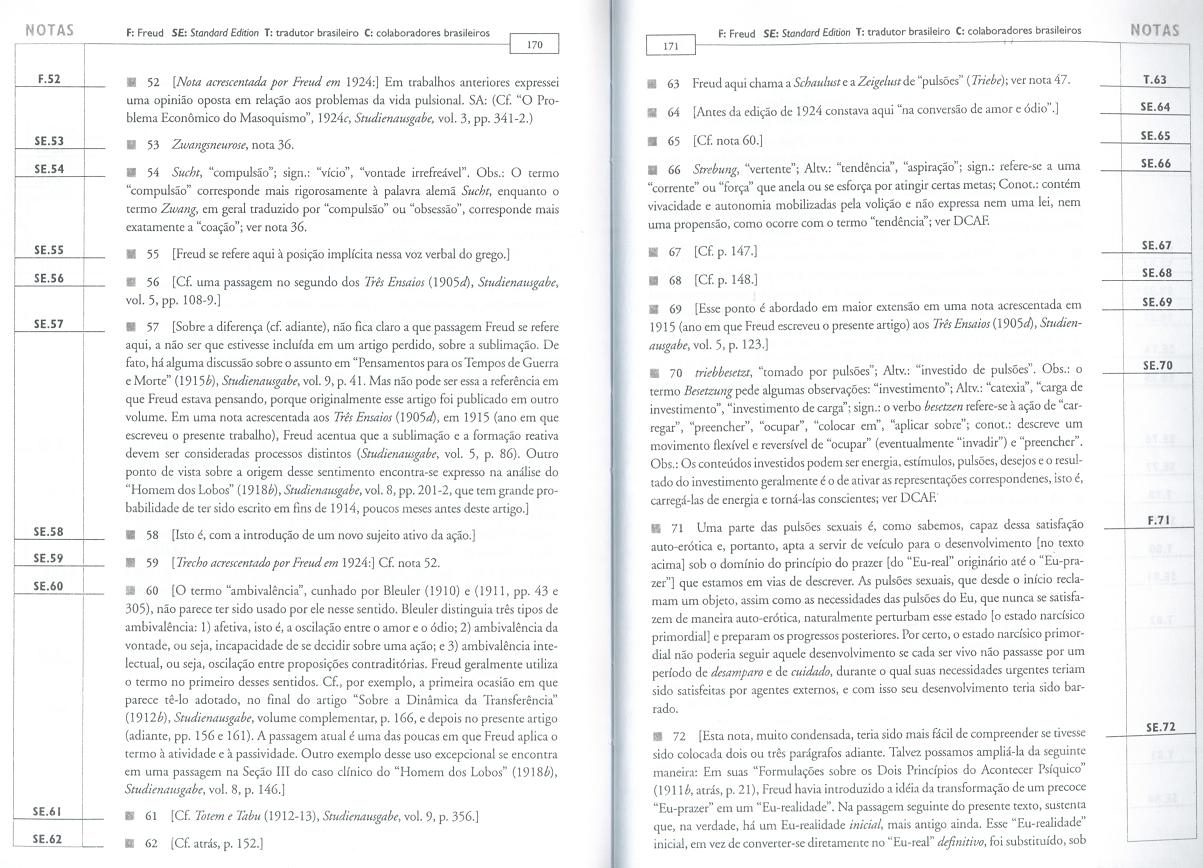 NOTAS
F: Freud SE: Standard Edition T: tradutor brasileiro C: colaboradores brasileiros
170
F.52
52 [Nota acrescentada por Freud em 1924:] Em trabalhos anteriores expressei
uma opinião oposta em relação aos problemas da vida pulsional. SA: (Cf. “O Pro-
blema Econômico do Masoquismo”, 1924c, Studienausgabe, vol. 3, pp. 341-2.)
SE.53
53 Zwangsneurose, nota 36.
SE.54
54 Sucht, “compulsão”; sign.: “vício”, “vontade irrefreável”. Obs.: O termo
“compulsão” corresponde mais rigorosamente à palavra alemã Sucht, enquanto o
termo Zwang, em geral traduzido por “compulsão” ou “obsessão”, corresponde mais
exatamente a “coação”; ver nota 36.
SE.55
55 [Freud se refere aqui à posição implícita nessa voz verbal do grego.]
SE.56
56 [Cf. uma passagem no segundo dos Três Ensaios (1905d), Studienausgabe,
vol. 5, pp. 108-9.]
SE.57
57 [Sobre a diferença (cf. adiante), não fica claro a que passagem Freud se refere
aqui, a não ser que estivesse incluída em um artigo perdido, sobre a sublimação. De
fato, há alguma discussão sobre o assunto em “Pensamentos para os Tempos de Guerra
e Morte” (1915b), Studienausgabe, vol. 9, p. 41. Mas não pode ser essa a referência em
que Freud estava pensando, porque originalmente esse artigo foi publicado em outro
volume. Em uma nota acrescentada aos Três Ensaios (1905d), em 1915 (ano em que
escreveu o presente trabalho), Freud acentua que a sublimação e a formação reativa
devem ser consideradas processos distintos (Studienausgabe, vol. 5, p. 86). Outro
ponto de vista sobre a origem desse sentimento encontra-se expresso na análise do
“Homem dos Lobos” (1918b), Studienausgabe, vol. 8, pp. 201-2, que tem grande pro-
babilidade de ter sido escrito em fins de 1914, poucos meses antes deste artigo.]
SE.58
58 [Isto é, com a introdução de um novo sujeito ativo da ação.]
SE.59
59 [Trecho acrescentado por Freud em 1924:] Cf. nota 52.
SE.60
60 [O termo “ambivalência”, cunhado por Bleuler (1910) e (1911, pp. 43 e
305), não parece ter sido usado por ele nesse sentido. Bleuler distinguia três tipos de
ambivalência: 1) afetiva, isto é, a oscilação entre o amor e o ódio; 2) ambivalência da
vontade, ou seja, incapacidade de se decidir sobre uma ação; e 3) ambivalência inte-
lectual, ou seja, oscilação entre proposições contraditórias. Freud geralmente utiliza
o termo no primeiro desses sentidos. Cf., por exemplo, a primeira ocasião em que
parece tê-lo adotado, no final do artigo “Sobre a Dinâmica da Transferência”
(1912b), Studienausgabe, volume complementar, p. 166, e depois no presente artigo
(adiante, pp. 156 e 161). A passagem atual é uma das poucas em que Freud aplica o
termo à atividade e à passividade. Outro exemplo desse uso excepcional se encontra
em uma passagem na Seção III do caso clínico do “Homem dos Lobos” (1918b),
Studienausgabe, vol. 8, p. 146.]
SE.61
61 [Cf. Totem e Tabu (1912-13), Studienausgabe, vol. 9, p. 356.]
SE.62
62 [Cf. atrás, p. 152.]
171
F: Freud SE: Standard Edition T: tradutor brasileiro C: colaboradores brasileiros
NOTAS
63 Freud aqui chama a Schaulust e a Zeigelust de “pulsões” (Triebe); ver nota 47.
T.63
64 [Antes da edição de 1924 constava aqui “na conversão de amor e ódio”.]
SE.64
65 [Cf. nota 60.]
SE.65
66 Strebung, “vertente”; Altv.: “tendência”, “aspiração”; sign.: refere-se a uma
SE.66
“corrente” ou “força” que anela ou se esforça por atingir certas metas; Conot.: contém
vivacidade e autonomia mobilizadas pela volição e não expressa nem uma lei, nem
uma propensão, como ocorre com o termo “tendência”; ver DCAF.
67 [Cf. p. 147.]
SE.67
68 [Cf. p. 148.]
SE.68
69 [Esse ponto é abordado em maior extensão em uma nota acrescentada em
SE.69
1915 (ano em que Freud escreveu o presente artigo) aos Três Ensaios (1905d), Studien-
ausgabe, vol. 5, p. 123.]
70 triebbesetzt, “tomado por pulsões”; Altv.: “investido de pulsões”. Obs.: o
SE.70
termo Besetzung pede algumas observações: “investimento”; Altv.: “catexia”, “carga de
investimento”, “investimento de carga”; sign.: o verbo besetzen refere-se à ação de “car-
regar”, “preencher”, “ocupar”, “colocar em”, “aplicar sobre”; conot.: descreve um
movimento flexível e reversível de “ocupar” (eventualmente “invadir”) e “preencher”.
Obs.: Os conteúdos investidos podem ser energia, estímulos, pulsões, desejos e o resul-
tado do investimento geralmente é o de ativar as representações correspondenes, isto é,
carregá-las de energia e torná-las conscientes; ver DCAF.
71 Uma parte das pulsões sexuais é, como sabemos, capaz dessa satisfação
F.71
auto-erótica e, portanto, apta a servir de veículo para o desenvolvimento [no texto
acima] sob o domínio do princípio do prazer [do “Eu-real” originário até o “Eu-pra-
zer”] que estamos em vias de descrever. As pulsões sexuais, que desde o início recla-
mam um objeto, assim como as necessidades das pulsões do Eu, que nunca se satisfa-
zem de maneira auto-erótica, naturalmente perturbam esse estado [o estado narcísico
primordial] e preparam os progressos posteriores. Por certo, o estado narcísico primor-
dial não poderia seguir aquele desenvolvimento se cada ser vivo não passasse por um
período de desamparo e de cuidado, durante o qual suas necessidades urgentes teriam
sido satisfeitas por agentes externos, e com isso seu desenvolvimento teria sido bar-
rado.
72 [Esta nota, muito condensada, teria sido mais fácil de compreender se tivesse
SE.72
sido colocada dois ou três parágrafos adiante. Talvez possamos ampliá-la da seguinte
maneira: Em suas “Formulações sobre os Dois Princípios do Acontecer Psíquico”
(1911b, atrás, p. 21), Freud havia introduzido a idéia da transformação de um precoce
“Eu-prazer” em um “Eu-realidade”. Na passagem seguinte do presente texto, sustenta
que, na verdade, há um Eu-realidade inicial, mais antigo ainda. Esse “Eu-realidade”
inicial, em vez de converter-se diretamente no “Eu-real” definitivo, foi substituído, sob